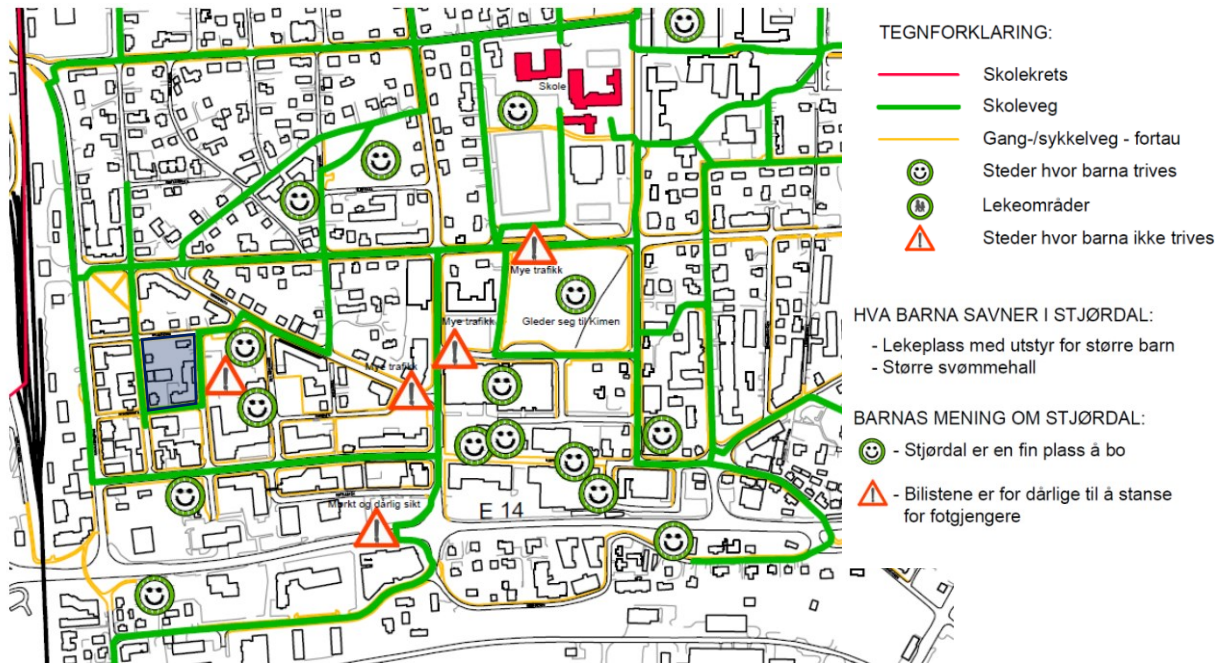 Skole
Mye trafikk
Gleder seg til Kimen
Mye trafikk
Mye trafikk
Mørkt og dårlig sikt
E 14
TEGNFORKLARING:
Skolekrets
Skoleveg
Gang-/sykkelveg - fortau
Steder hvor barna trives
Lekeområder
Steder hvor barna ikke trives
HVA BARNA SAVNER I STJØRDAL:
- Lekeplass med utstyr for større barn
- Større svømmehall
BARNAS MENING OM STJØRDAL:
- Stjørdal er en fin plass å bo
- Bilistene er for dårlige til å stanse
for fotgjengere